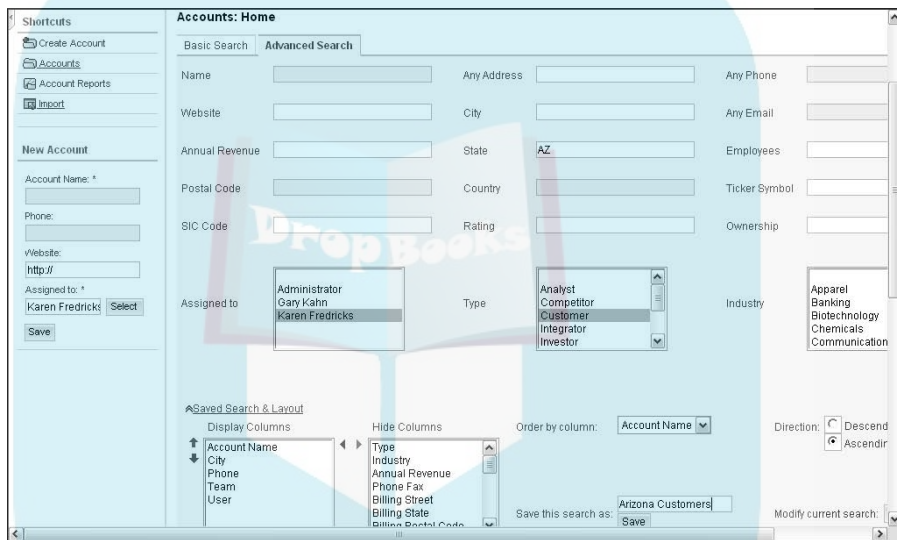 Shortcuts
Create Account
Accounts
Account Reports
Import
New Account
Account Name: *
Phone:
Website:
http://
Assigned to: *
Karen Fredricks Select
Save
Accounts: Home
Basic Search Advanced Search
Name Any Address Any Phone
Website City Any Email
Annual Revenue State AZ Employees
Postal Code Country Ticker Symbol
SIC Code Rating Ownership
DropBooks
Assigned to
Administrator
Gary Kahn
Karen Fredricks
Type
Analyst
Competitor
Customer
Integrator
Investor
Industry
Apparel
Banking
Biotechnology
Chemicals
Communication
Saved Search & Layout
Display Columns
Account Name
City
Phone
Team
User
Hide Columns
Type
Industry
Annual Revenue
Phone Fax
Billing Street
Billing State
Billing Postal Code
Order by column: Account Name
Direction: Descend
Ascendin
Save this search as: Arizona Customers
Save
Modify current search: